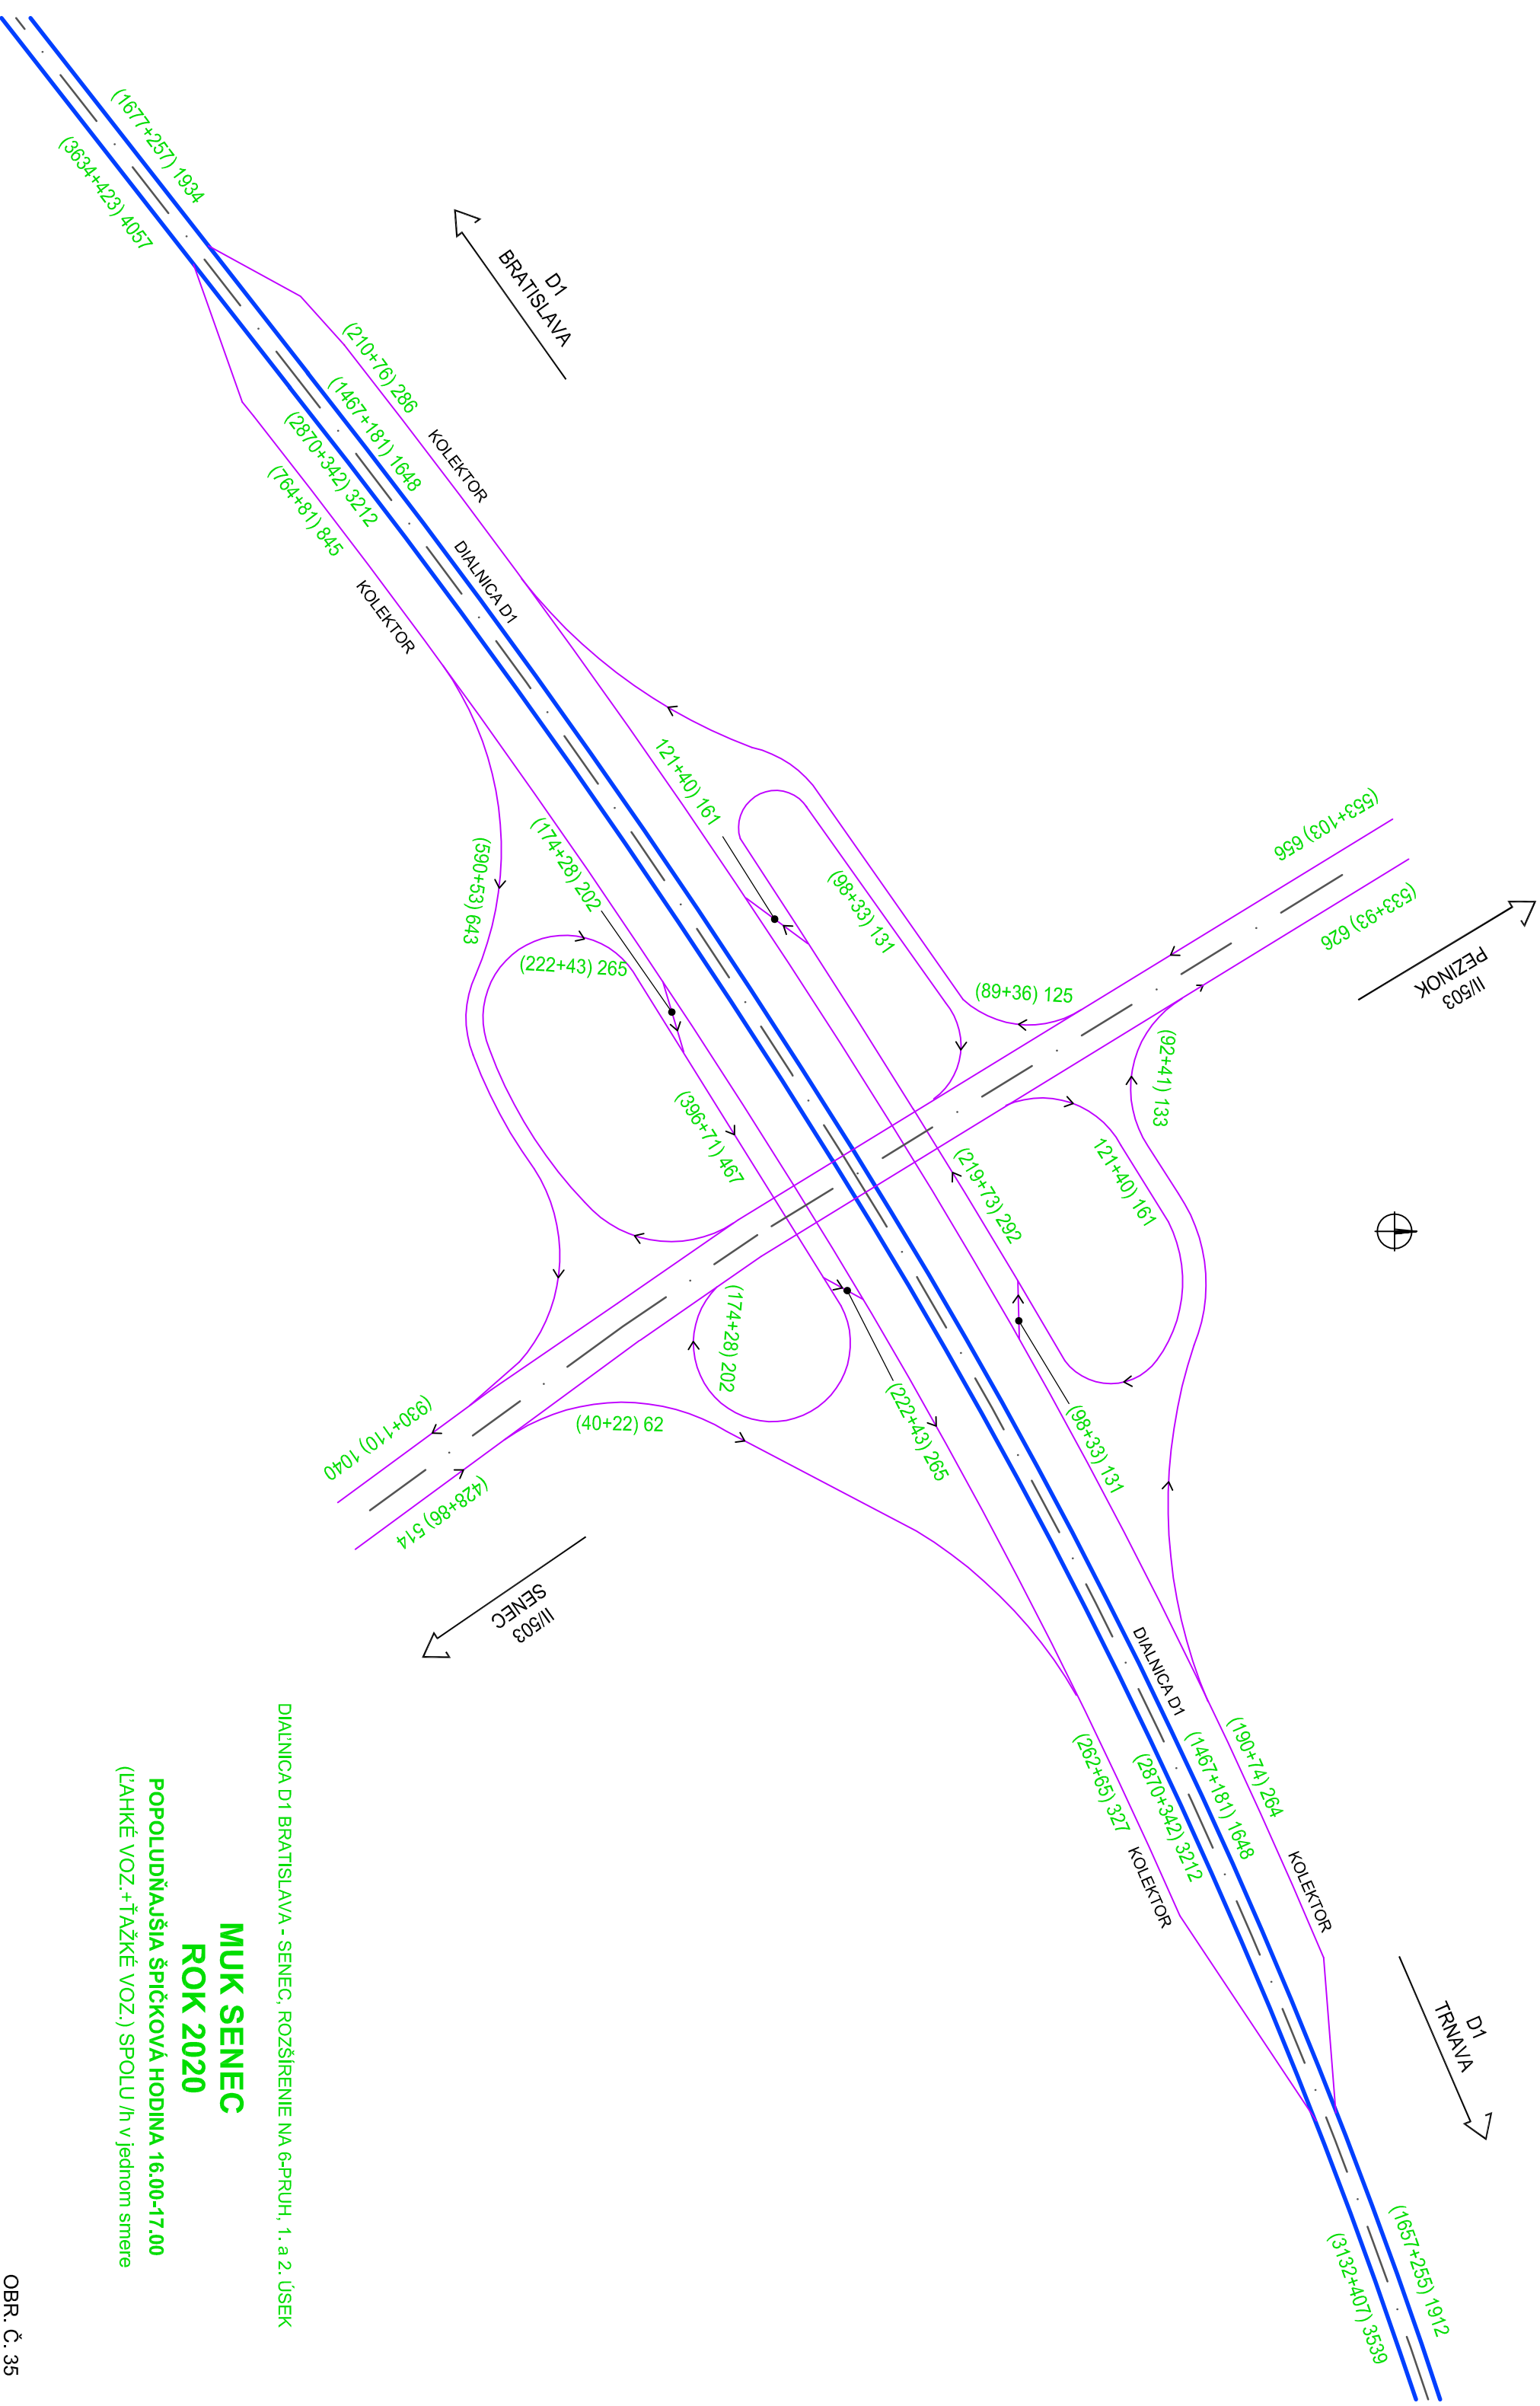 (1677+257) 1934
(3634+423) 4057
D1
BRATISLAVA
(210+76) 286
KOLEKTOR
(1467+181) 1648
(2870+342) 3212
(764+81) 845
KOLEKTOR
DIALNICA D1
121+40) 161
(174+28) 202
(590+53) 643
(222+43) 265
(98+33) 131
(553+103) 656
(533+93) 626
II/503
PEZINOK
(89+36) 125
(92+41) 133
(396+71) 467
(219+73) 292
121+40) 161
(174+28) 202
(222+43) 265
(98+33) 131
(40+22) 62
(930+110) 1040
(428+86) 514
II/503
SENEC
DIALNICA D1
(190+74) 264
(1467+181) 1648
(2870+342) 3212
(262+65) 327
KOLEKTOR
KOLEKTOR
D1
TRNAVA
(1657+255) 1912
(3132+407) 3539
DIAĽNICA D1 BRATISLAVA - SENEC, ROZŠÍRENIE NA 6-PRUH, 1. a 2. ÚSEK
MUK SENEC
ROK 2020
POPOLUDŇAJŠIA ŠPIČKOVÁ HODINA 16.00-17.00
(ĽAHKÉ VOZ.+ŤAŽKÉ VOZ.) SPOLU /h v jednom smere
OBR. Č. 35